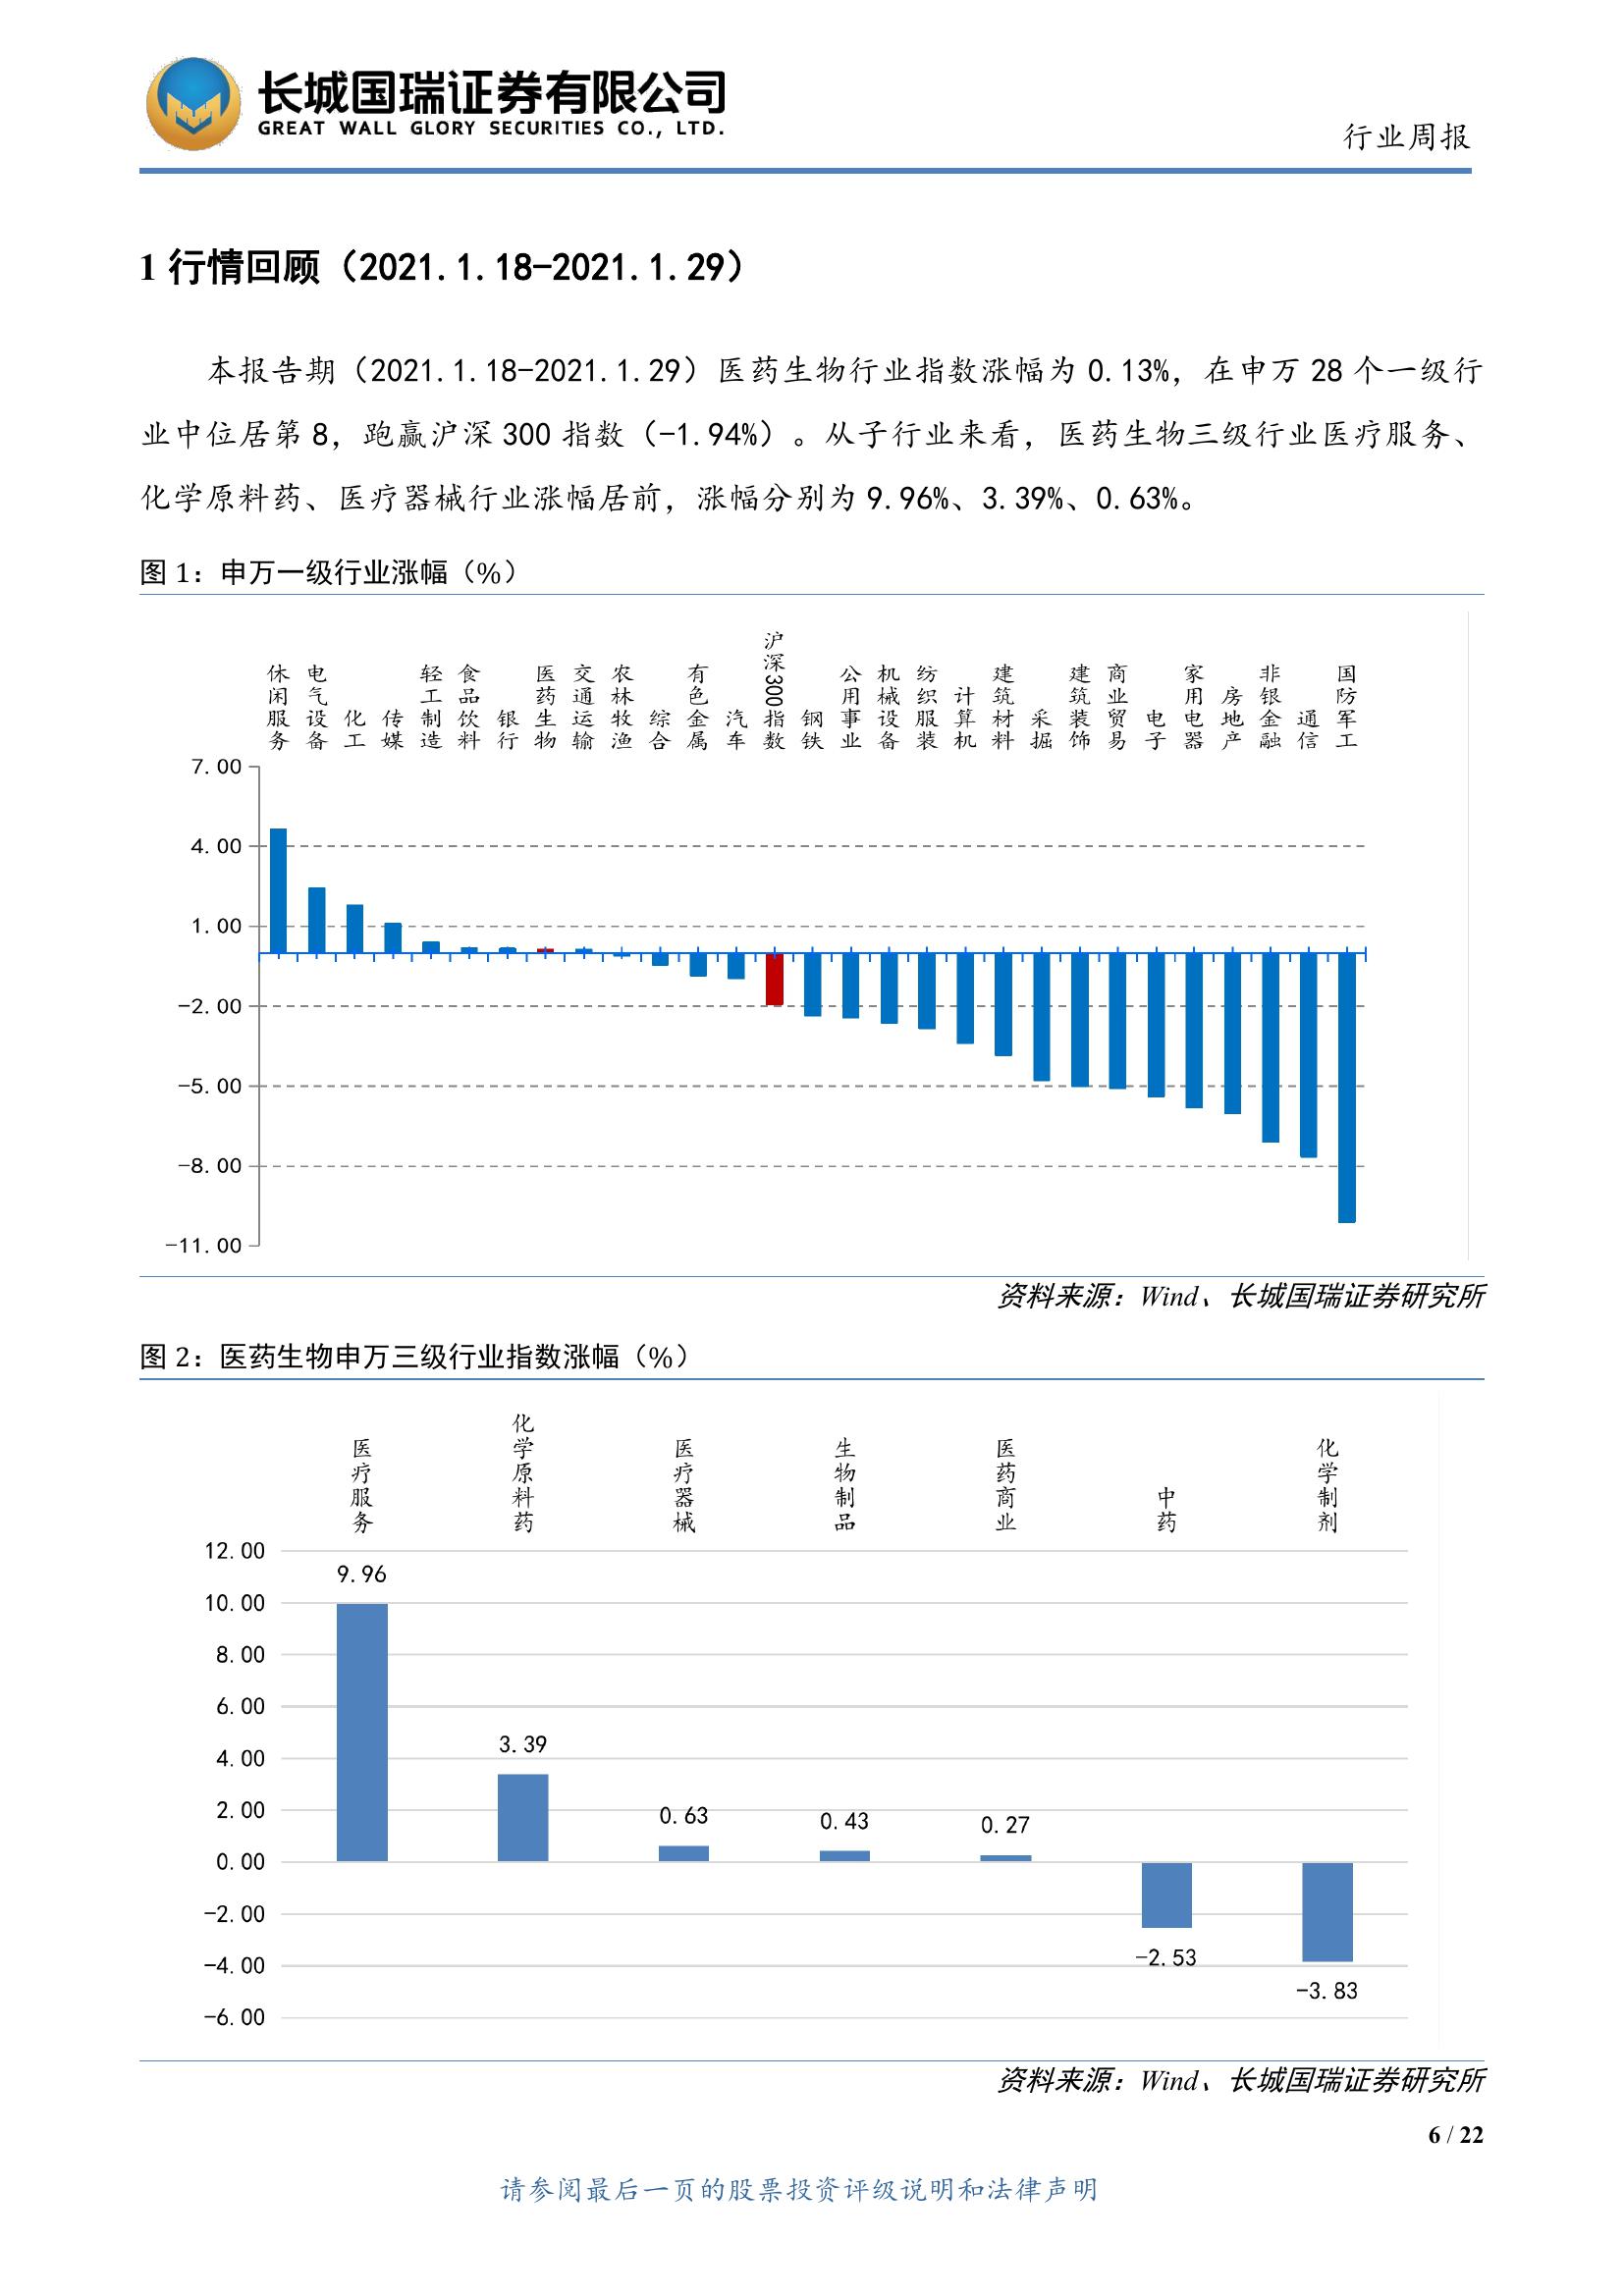 长城国瑞证券有限公司
GREAT WALL GLORY SECURITIES CO., LTD.
行业周报
1 行情回顾（2021.1.18-2021.1.29）
本报告期（2021.1.18-2021.1.29）医药生物行业指数涨幅为 0.13%，在申万 28 个一级行
业中位居第 8，跑赢沪深 300 指数（-1.94%）。从子行业来看，医药生物三级行业医疗服务、
化学原料药、医疗器械行业涨幅居前，涨幅分别为 9.96%、3.39%、0.63%。
图 1：申万一级行业涨幅（%）
休闲服务
电气设备
化工
传媒
轻工制造
食品饮料
银行
医药生物
交通运输
农林牧渔
综合
有色金属
汽车
沪深300指数
钢铁
公用事业
机械设备
纺织服装
计算机
建筑材料
采掘
建筑装饰
商业贸易
电子
家用电器
房地产
非银金融
通信
国防军工
7.00
4.00
1.00
-2.00
-5.00
-8.00
-11.00
资料来源：Wind、长城国瑞证券研究所
图 2：医药生物申万三级行业指数涨幅（%）
医疗服务
化学原料药
医疗器械
生物制品
医药商业
中药
化学制剂
12.00
10.00
8.00
6.00
4.00
2.00
0.00
-2.00
-4.00
-6.00
9.96
3.39
0.63
0.43
0.27
-2.53
-3.83
资料来源：Wind、长城国瑞证券研究所
6 / 22
请参阅最后一页的股票投资评级说明和法律声明